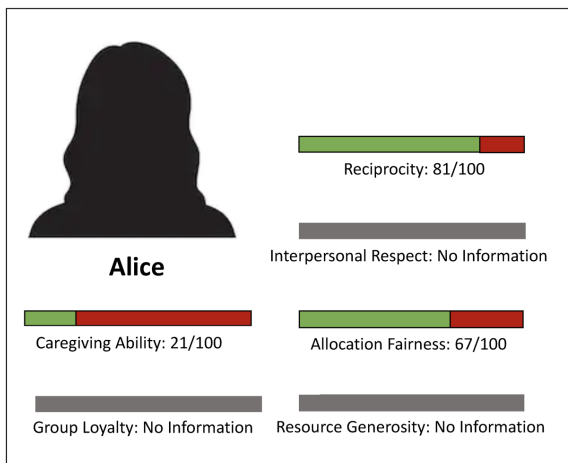 Reciprocity: 81/100
Interpersonal Respect: No Information
Alice
Caregiving Ability: 21/100
Allocation Fairness: 67/100
Group Loyalty: No Information
Resource Generosity: No Information